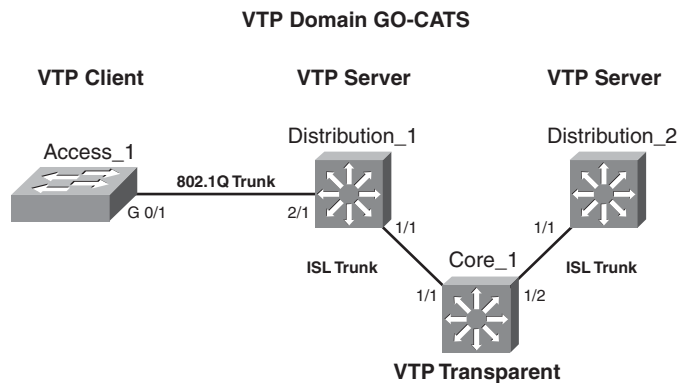 VTP Domain GO-CATS
VTP Client
VTP Server
VTP Server
Access_1
Distribution_1
Distribution_2
802.1Q Trunk
G 0/1
2/1
1/1
1/1
ISL Trunk
Core_1
ISL Trunk
1/1
1/2
VTP Transparent